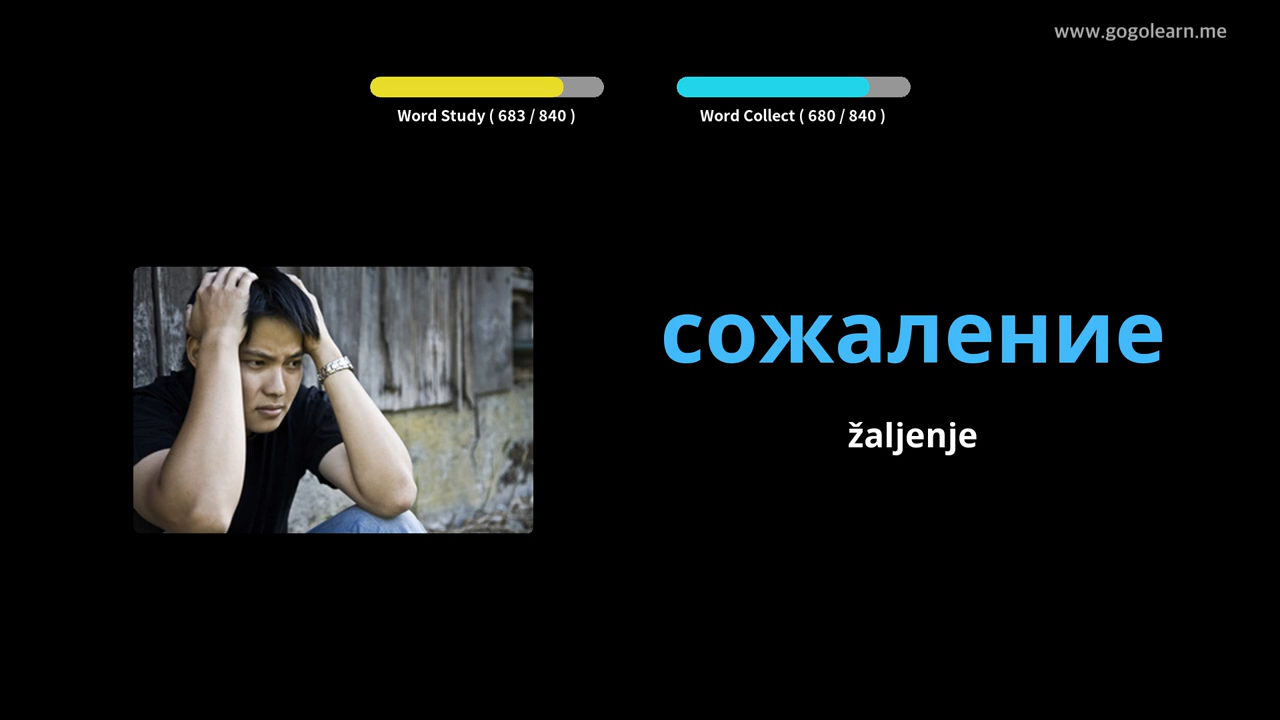 www.gogolearn.me
Word Study ( 683 / 840 )
Word Collect ( 680 / 840 )
сожаление
žaljenje